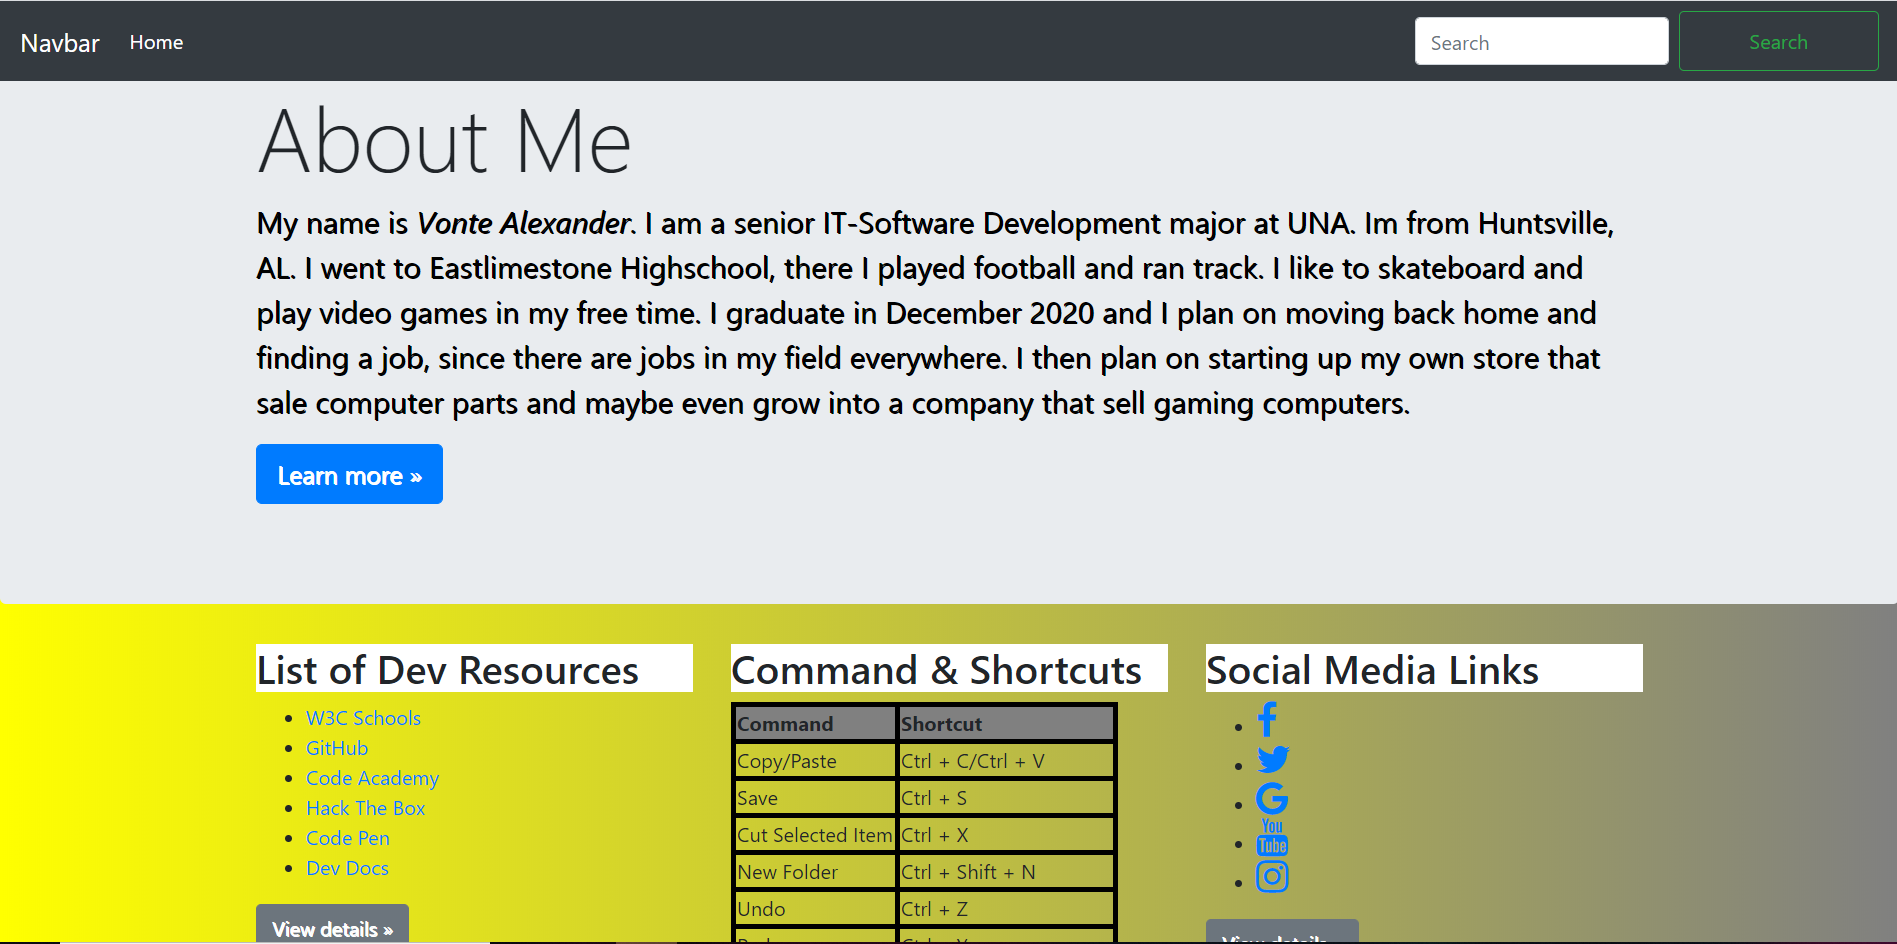 Navbar Home Search Search
About Me
My name is Vonte Alexander. I am a senior IT-Software Development major at UNA. Im from Huntsville,
AL. I went to Eastlimestone Highschool, there I played football and ran track. I like to skateboard and
play video games in my free time. I graduate in December 2020 and I plan on moving back home and
finding a job, since there are jobs in my field everywhere. I then plan on starting up my own store that
sale computer parts and maybe even grow into a company that sell gaming computers.
Learn more »
List of Dev Resources
W3C Schools
GitHub
Code Academy
Hack The Box
Code Pen
Dev Docs
View details »
Command & Shortcuts
Command Shortcut
Copy/Paste Ctrl + C/Ctrl + V
Save Ctrl + S
Cut Selected Item Ctrl + X
New Folder Ctrl + Shift + N
Undo Ctrl + Z
Social Media Links
You
Tube
View details